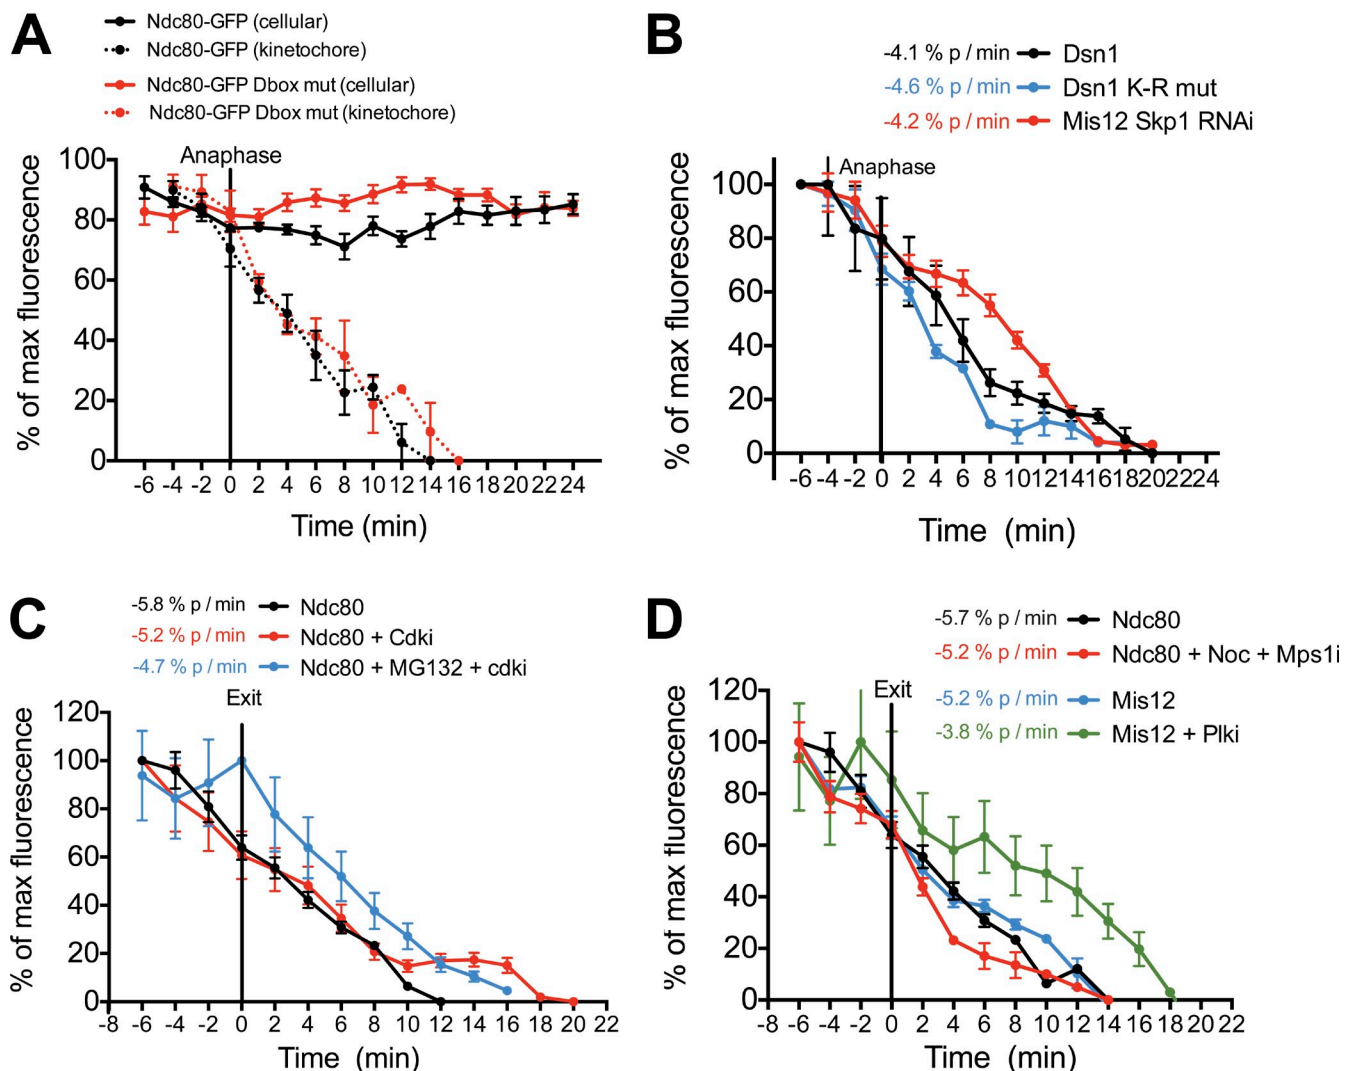 A
Ndc80-GFP (cellular)
Ndc80-GFP (kinetochore)
Ndc80-GFP Dbox mut (cellular)
Ndc80-GFP Dbox mut (kinetochore)
Anaphase
% of max fluorescence
100
80
60
40
20
0
-6 -4 -2 0 2 4 6 8 10 12 14 16 18 20 22 24
Time (min)
B
-4.1 % p / min Dsn1
-4.6 % p / min Dsn1 K-R mut
-4.2 % p / min Mis12 Skp1 RNAi
Anaphase
% of max fluorescence
100
80
60
40
20
0
-6 -4 -2 0 2 4 6 8 10 12 14 16 18 20 22 24
Time (min)
C
-5.8 % p / min Ndc80
-5.2 % p / min Ndc80 + Cdki
-4.7 % p / min Ndc80 + MG132 + cdki
Exit
% of max fluorescence
120
100
80
60
40
20
0
-8 -6 -4 -2 0 2 4 6 8 10 12 14 16 18 20 22
Time (min)
D
-5.7 % p / min Ndc80
-5.2 % p / min Ndc80 + Noc + Mps1i
-5.2 % p / min Mis12
-3.8 % p / min Mis12 + Plki
Exit
% of max fluorescence
120
100
80
60
40
20
0
-8 -6 -4 -2 0 2 4 6 8 10 12 14 16 18 20 22
Time (min)